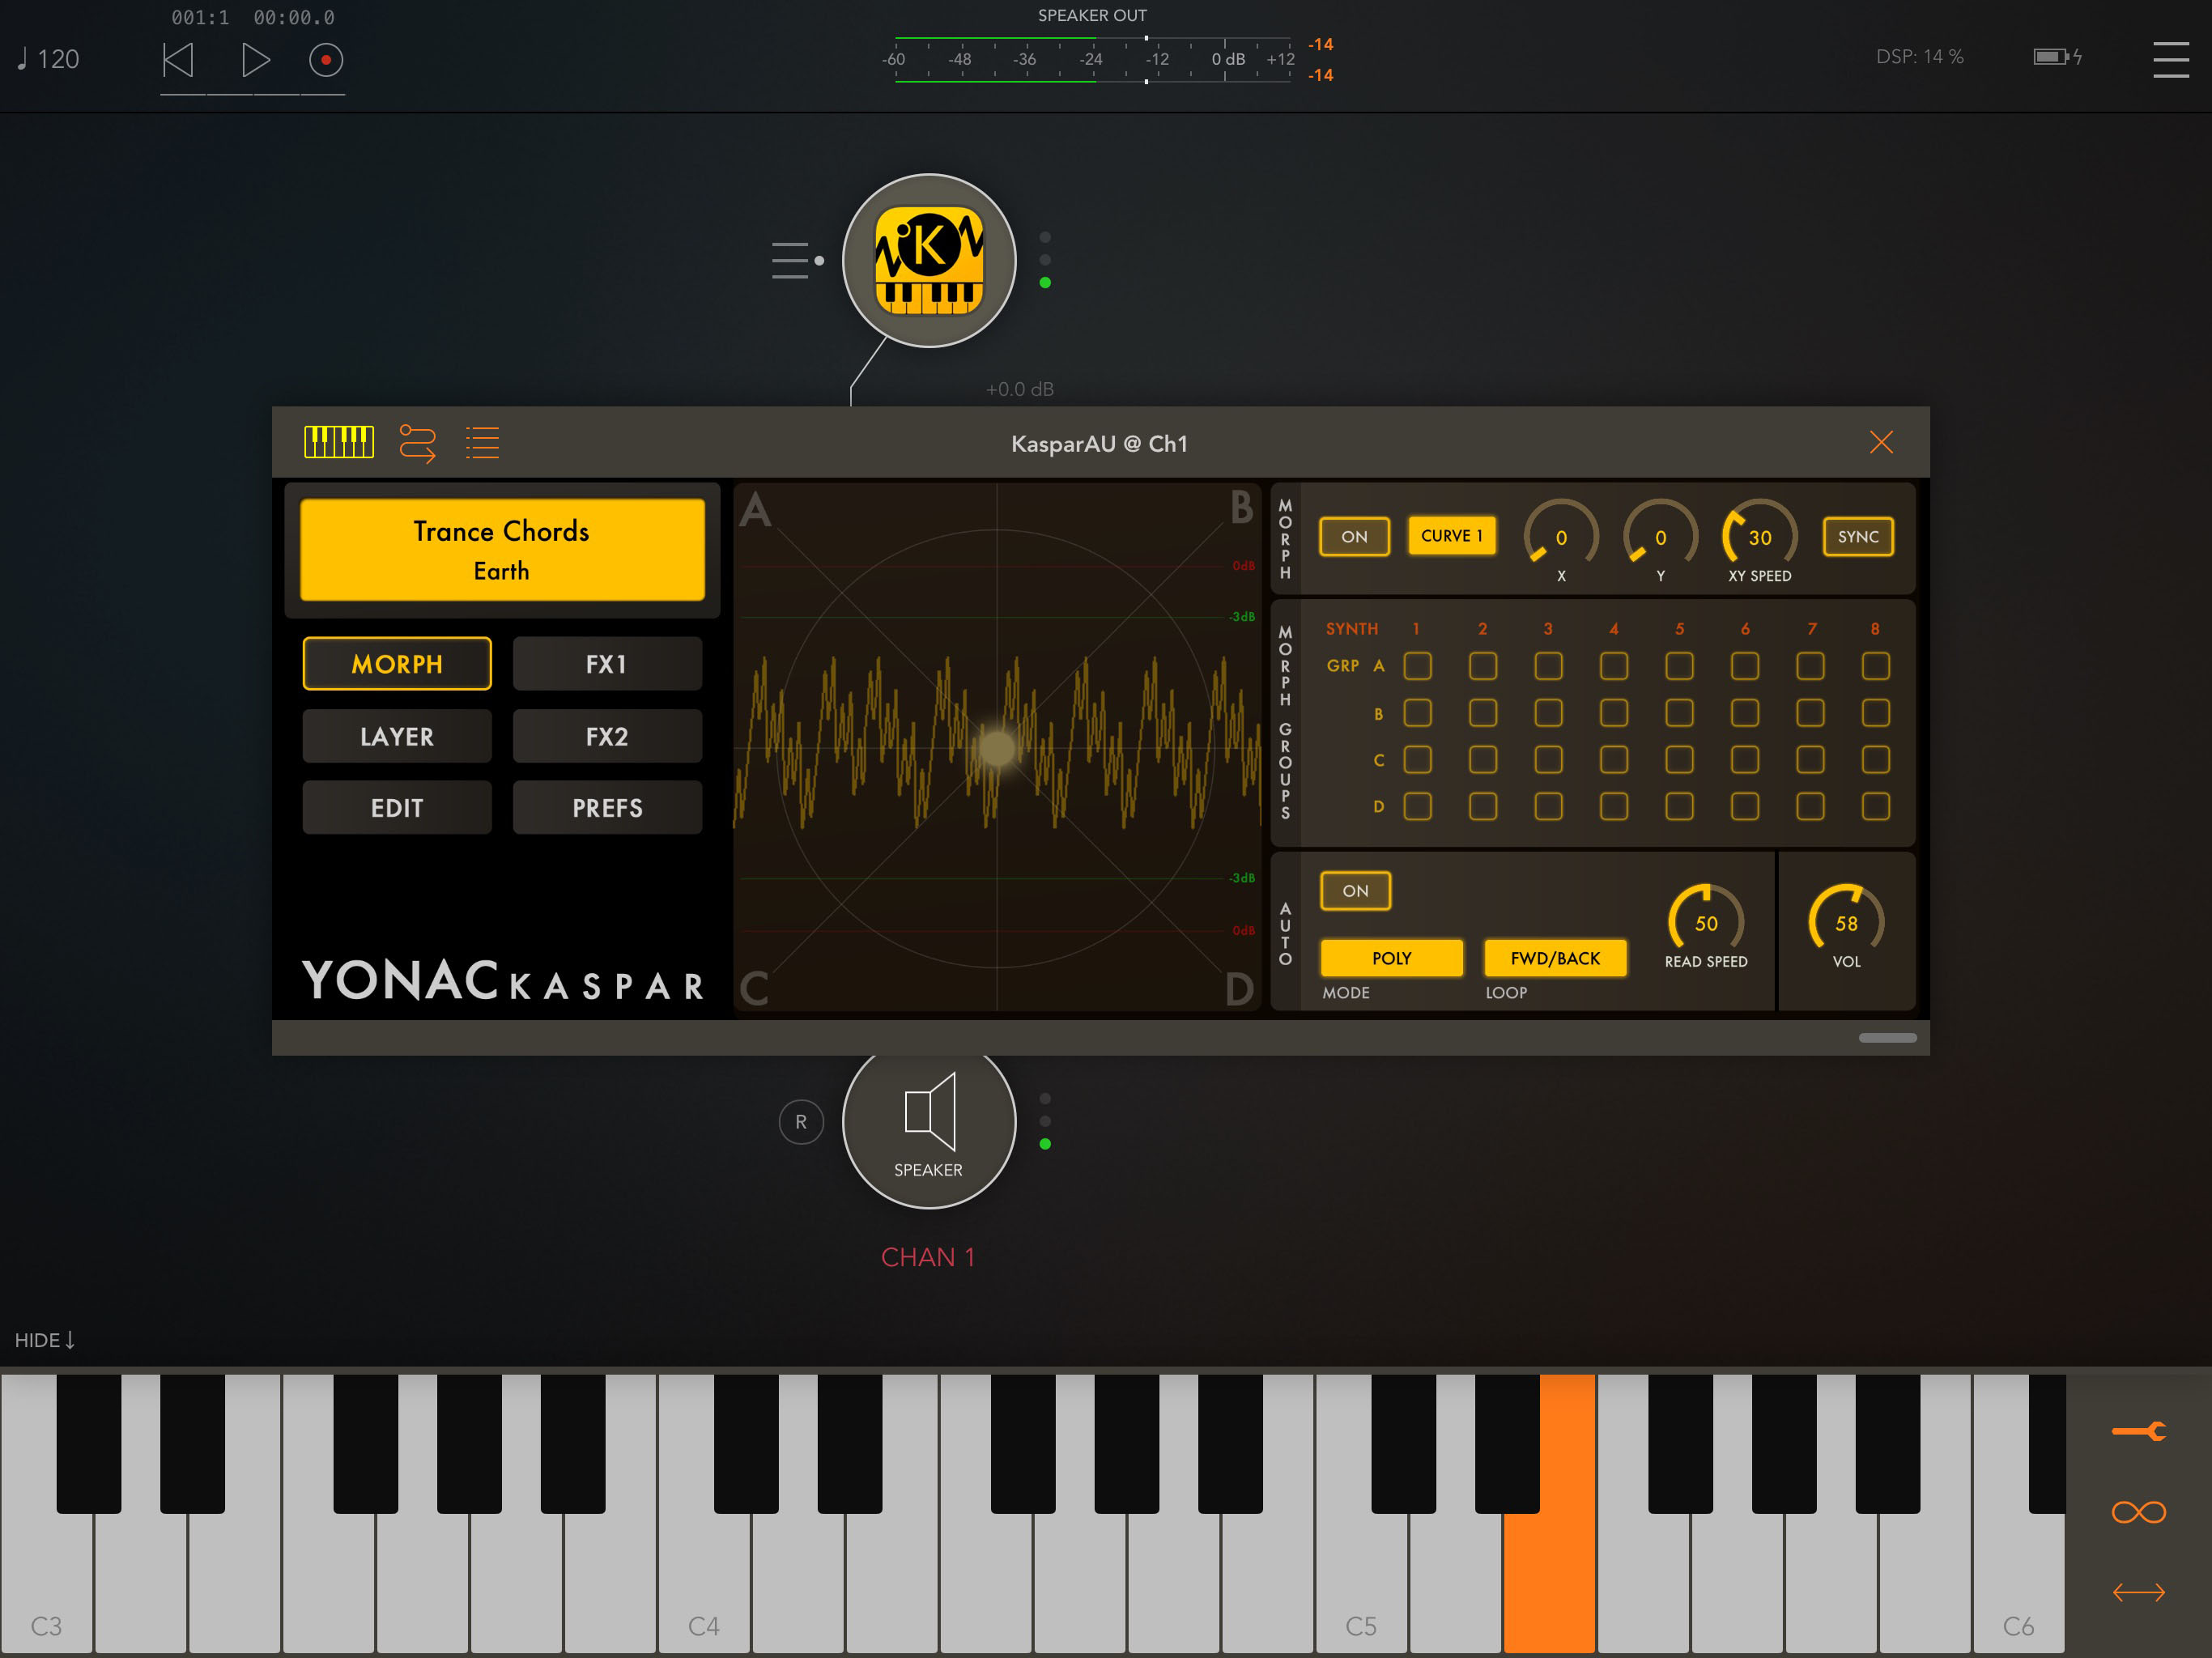 001:1 00:00.0
120
SPEAKER OUT
-60 -48 -36 -24 -12 0 dB +12
-14
-14
DSP: 14 %
K
+0.0 dB
KasparAU @ Ch1
Trance Chords
Earth
MORPH FX1
LAYER FX2
EDIT PREFS
YONAC KASPAR
A B
0dB
-3dB
-3dB
0dB
C D
MORPH
ON CURVE 1 0 0 30 SYNC
X Y XY SPEED
MORPH GROUPS
SYNTH 1 2 3 4 5 6 7 8
GRP A
B
C
D
AUTO
ON
POLY FWD/BACK 50 58
MODE LOOP READ SPEED VOL
R
SPEAKER
CHAN 1
HIDE↓
C3 C4 C5 C6